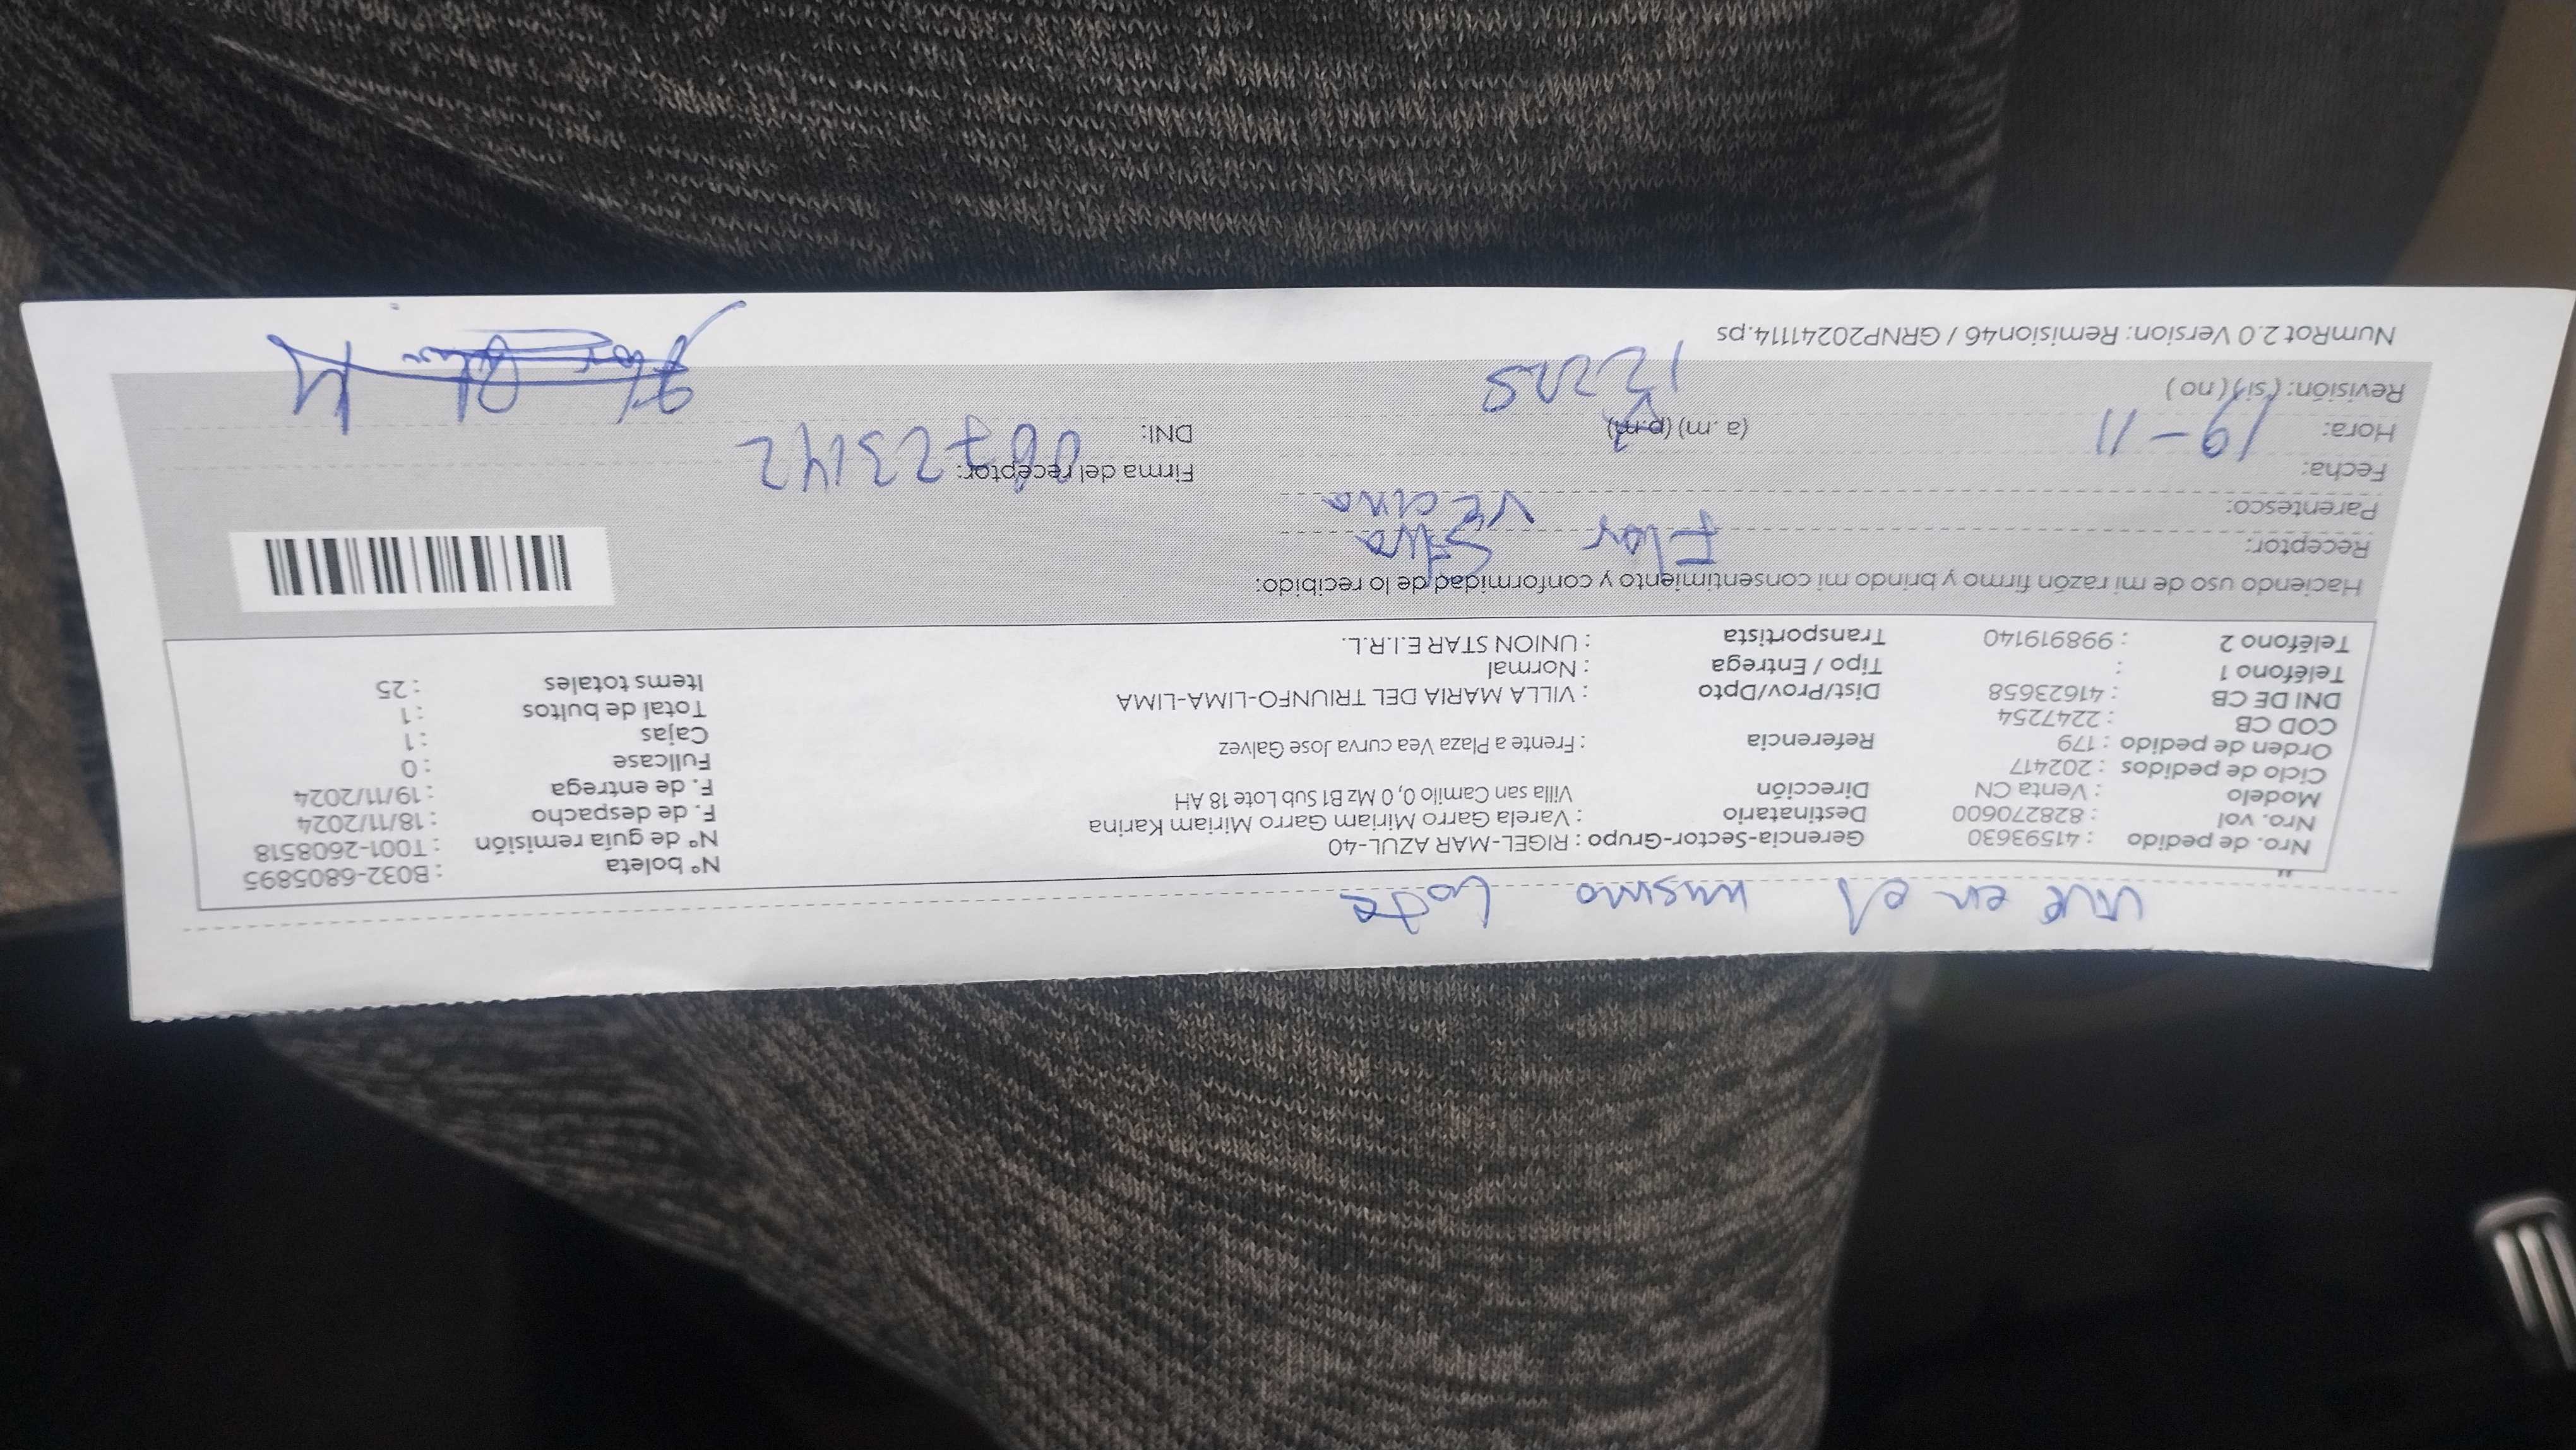 vive en el mismo Lote
Nro. de pedido : 41593630 Gerencia-Sector-Grupo : RIGEL-MAR AZUL-40 N° boleta : B032-6805895
Nro. vol : 828270600 Destinatario : Varela Garro Miriam Garro Miriam Karina N° de guía remisión : T001-2608518
Modelo : Venta CN Dirección Villa san Camilo 0,0 Mz B1 Sub Lote 18 AH F. de despacho : 18/11/2024
Ciclo de pedidos : 202417 F. de entrega : 19/11/2024
Orden de pedido : 179 Referencia : Frente a Plaza Vea curva Jose Galvez Fullcase : 0
COD CB : 2247254 Cajas : 1
DNI DE CB : 41623658 Dist/Prov/Dpto : VILLA MARIA DEL TRIUNFO-LIMA-LIMA Total de bultos : 1
Teléfono 1 : Tipo / Entrega : Normal Items totales : 25
Teléfono 2 : 998919140 Transportista : UNION STAR E.I.R.L.
Haciendo uso de mi razón firmo y brindo mi consentimiento y conformidad de lo recibido:
Receptor: Flor
Parentesco: Vecina
Fecha: Firma del receptor:
Hora: 19-11 (a.m) (p.m) DNI: 06723142
Revisión: (si) (no)
NumRot 2.0 Version: Remision46 / GRNP20241114.ps